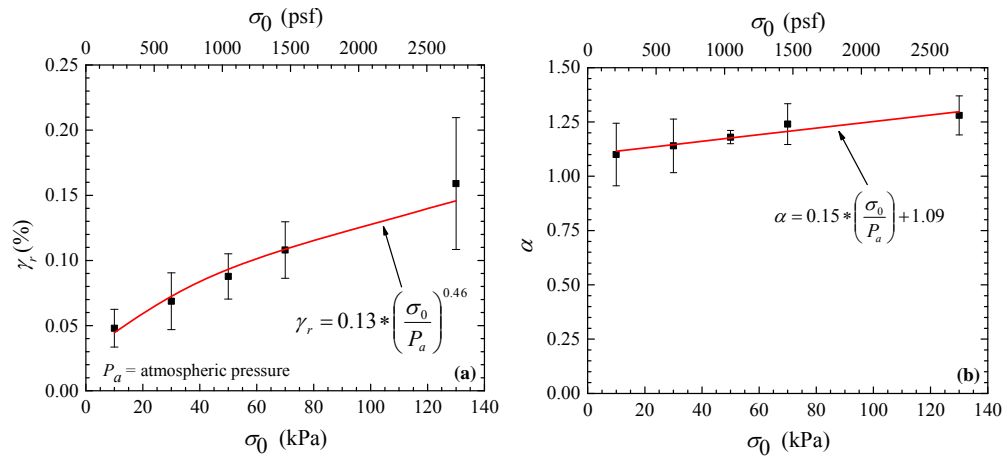 σ0 (psf)
0 500 1000 1500 2000 2500
0.25
0.20
0.15
0.10
0.05
0.00
γr (%)
γr = 0.13 * (σ0 / Pa)^0.46
Pa = atmospheric pressure
(a)
0 20 40 60 80 100 120 140
σ0 (kPa)
σ0 (psf)
0 500 1000 1500 2000 2500
1.50
1.25
1.00
0.75
0.50
0.25
0.00
α
α = 0.15 * (σ0 / Pa) + 1.09
(b)
0 20 40 60 80 100 120 140
σ0 (kPa)